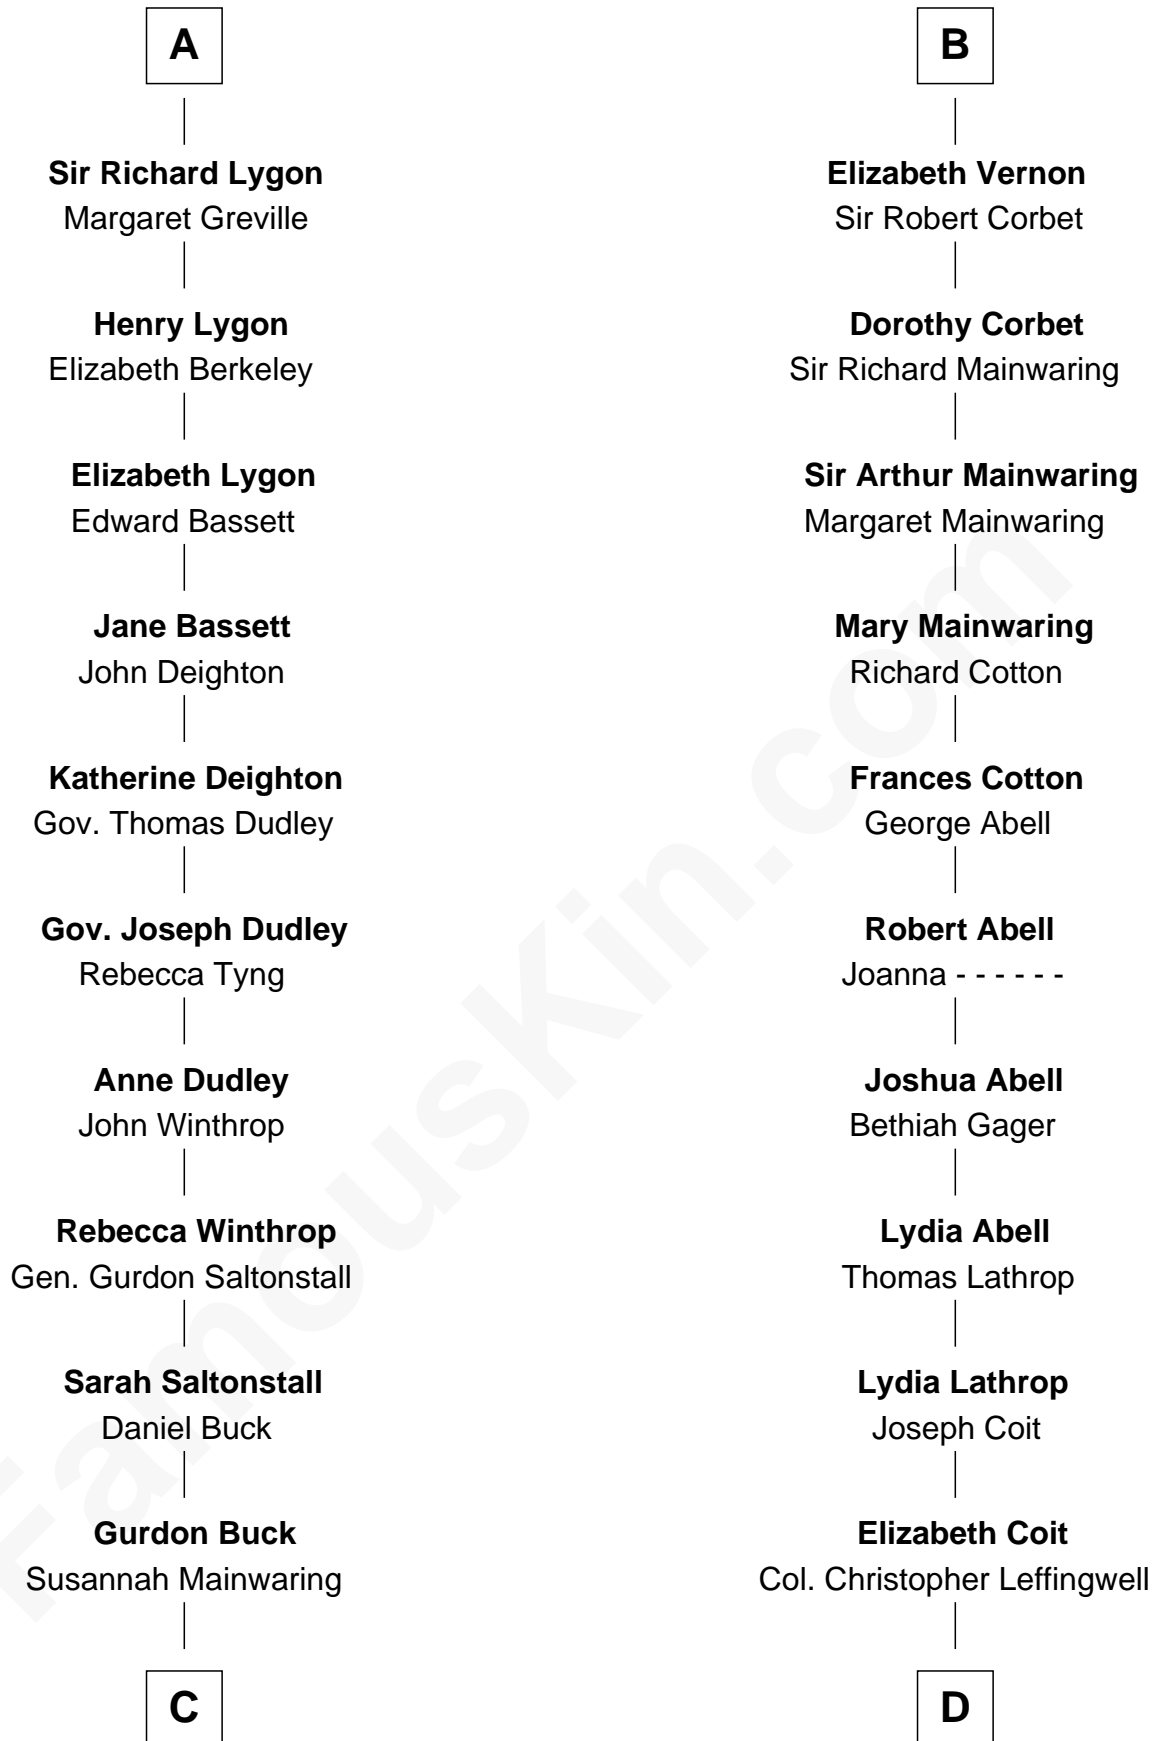 A
Sir Richard Lygon
Margaret Greville
Henry Lygon
Elizabeth Berkeley
Elizabeth Lygon
Edward Bassett
Jane Bassett
John Deighton
Katherine Deighton
Gov. Thomas Dudley
Gov. Joseph Dudley
Rebecca Tyng
Anne Dudley
John Winthrop
Rebecca Winthrop
Gen. Gurdon Saltonstall
Sarah Saltonstall
Daniel Buck
Gurdon Buck
Susannah Mainwaring
C
B
Elizabeth Vernon
Sir Robert Corbet
Dorothy Corbet
Sir Richard Mainwaring
Sir Arthur Mainwaring
Margaret Mainwaring
Mary Mainwaring
Richard Cotton
Frances Cotton
George Abell
Robert Abell
Joanna - - - - - -
Joshua Abell
Bethiah Gager
Lydia Abell
Thomas Lathrop
Lydia Lathrop
Joseph Coit
Elizabeth Coit
Col. Christopher Leffingwell
D
FamousKin.com